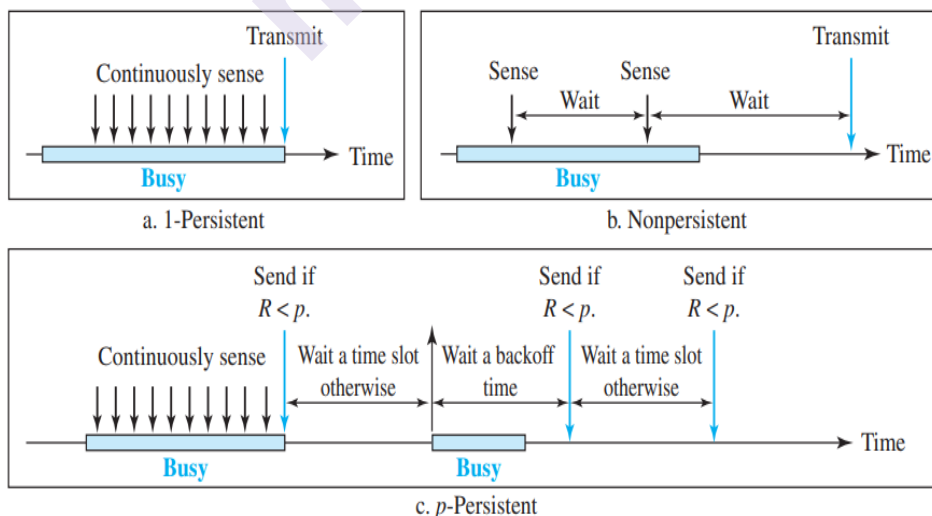 Transmit
Continuously sense
Time
Busy
a. 1-Persistent
Transmit
Sense
Sense
Wait
Wait
Time
Busy
b. Nonpersistent
Send if
R < p.
Send if
R < p.
Send if
R < p.
Continuously sense
Wait a time slot
otherwise
Wait a backoff
time
Wait a time slot
otherwise
Time
Busy
Busy
c. p-Persistent